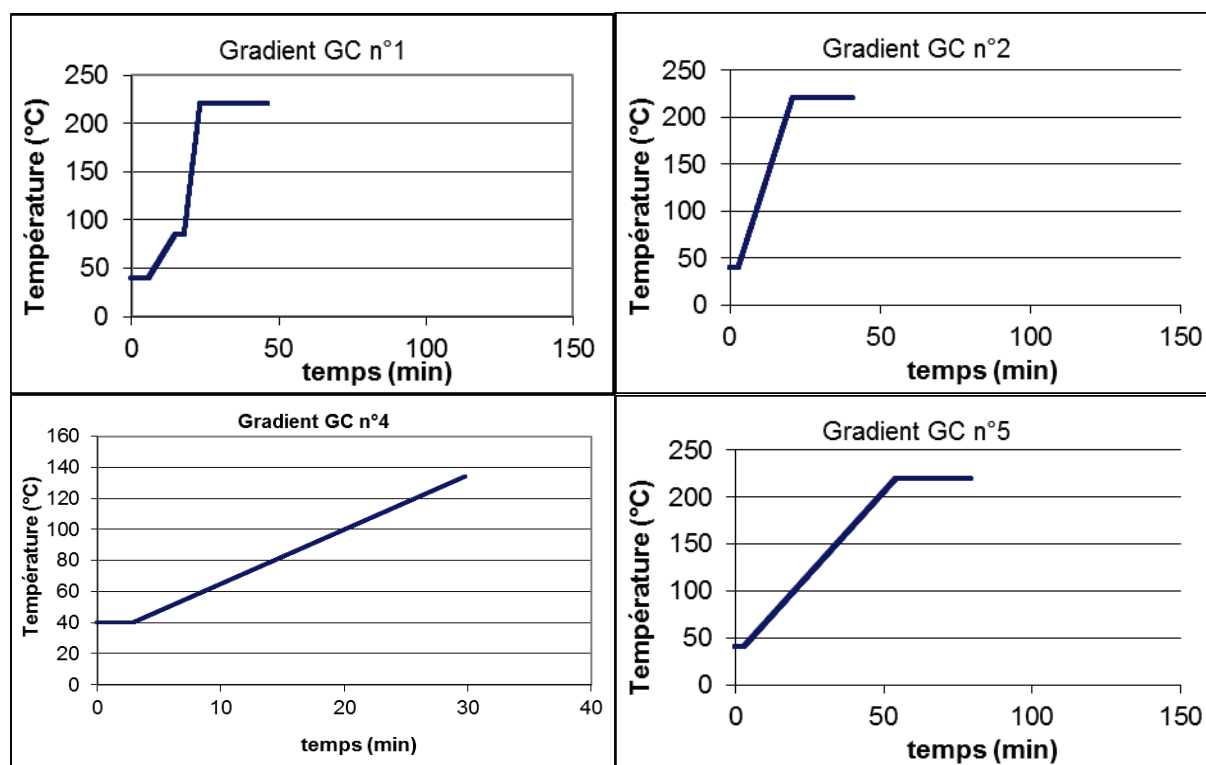 Gradient GC n°1
Température (°C)
250
200
150
100
50
0
0 50 100 150
temps (min)
Gradient GC n°2
Température (°C)
250
200
150
100
50
0
0 50 100 150
temps (min)
Gradient GC n°4
Température (°C)
160
140
120
100
80
60
40
20
0
0 10 20 30 40
temps (min)
Gradient GC n°5
Température (°C)
250
200
150
100
50
0
0 50 100 150
temps (min)